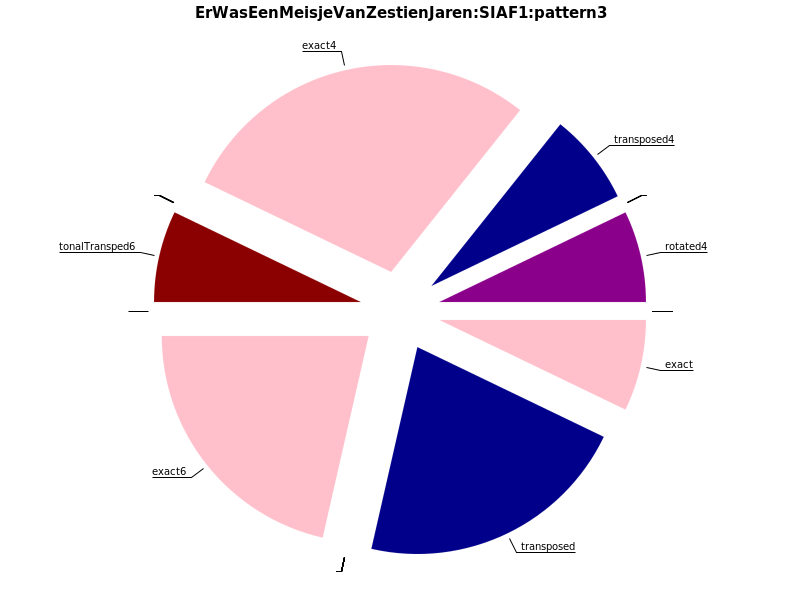 ErWasEenMeisjeVanZestienJaren:SIAF1:pattern3
exact4
transposed4
tonalTransped6
rotated4
exact
exact6
transposed